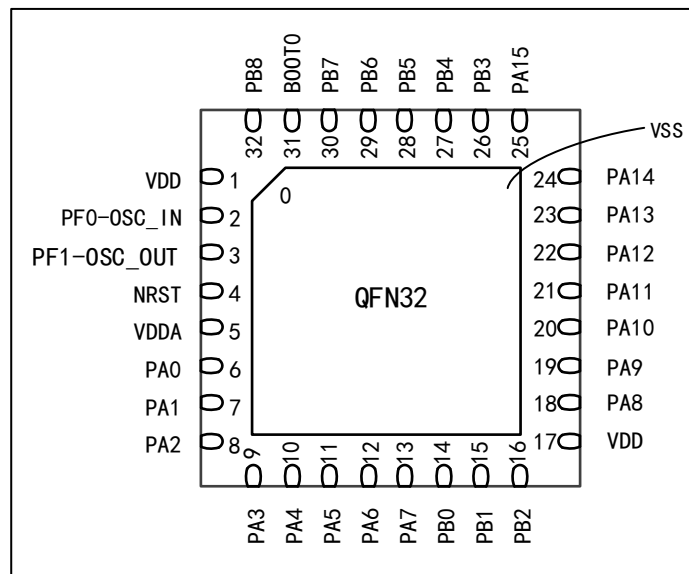 PB8 BOOT0 PB7 PB6 PB5 PB4 PB3 PA15
32 31 30 29 28 27 26 25
VSS
VDD 1
PF0-OSC_IN 2
PF1-OSC_OUT 3
NRST 4
VDDA 5
PA0 6
PA1 7
PA2 8
0
QFN32
24 PA14
23 PA13
22 PA12
21 PA11
20 PA10
19 PA9
18 PA8
17 VDD
9 10 11 12 13 14 15 16
PA3 PA4 PA5 PA6 PA7 PB0 PB1 PB2